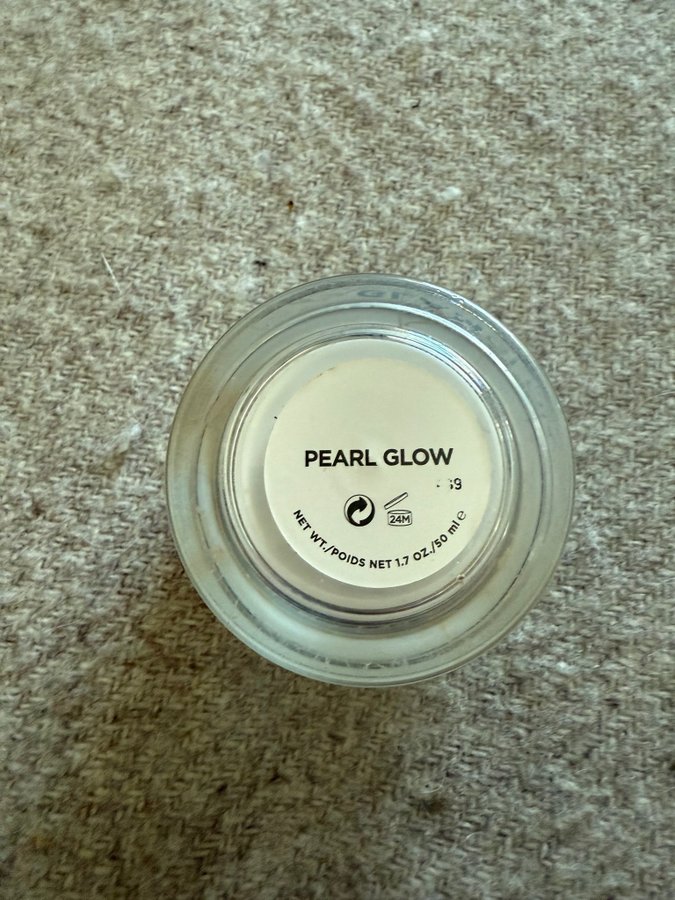 PEARL GLOW
24M
NET WT./POIDS NET 1.7 OZ./50 ml ℮